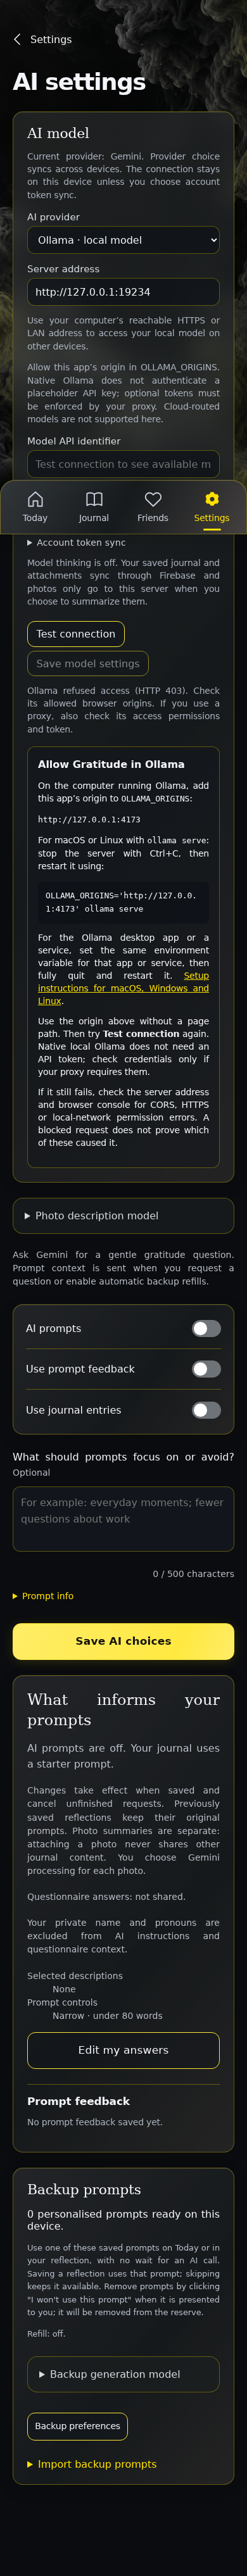 Settings
AI settings
AI model
Current provider: Gemini. Provider choice
syncs across devices. The connection stays
on this device unless you choose account
token sync.
AI provider
Ollama · local model
Server address
http://127.0.0.1:19234
Use your computer's reachable HTTPS or
LAN address to access your local model on
other devices.
Allow this app's origin in OLLAMA_ORIGINS.
Native Ollama does not authenticate a
placeholder API key; optional tokens must
be enforced by your proxy. Cloud-routed
models are not supported here.
Model API identifier
Test connection to see available m
Today
Journal
Friends
Settings
Account token sync
Model thinking is off. Your journal and
attachments sync through Firebase and
photos only go to this server when you
choose to summarize them.
Test connection
Save model settings
Ollama refused access (HTTP 403). Check
its allowed browser origins. If you use a
proxy, also check its access permissions
and token.
Allow Gratitude in Ollama
On the computer running Ollama, add
this app's origin to OLLAMA_ORIGINS:
http://127.0.0.1:4173
For macOS or Linux with ollama serve:
stop the server with Ctrl+C, then
restart it using:
OLLAMA_ORIGINS='http://127.0.0.
1:4173' ollama serve
For the Ollama desktop app or a
service, set the same environment
variable for that app or service, then
fully quit and restart it. Setup
instructions for macOS, Windows and
Linux.
Use the origin above without a page
path. Then try Test connection again.
Native local Ollama does not need an
API token; check credentials only if
your proxy requires them.
If it still fails, check the server address
and browser console for CORS, HTTPS
or local-network permission errors. A
blocked request does not prove which
of these caused it.
Photo description model
Ask Gemini for a gentle gratitude question.
Prompt context is sent when you request a
question or enable automatic backup refills.
AI prompts
Use prompt feedback
Use journal entries
What should prompts focus on or avoid?
Optional
For example: everyday moments; fewer
questions about work
0 / 500 characters
Prompt info
Save AI choices
What informs your
prompts
AI prompts are off. Your journal uses
a starter prompt.
Changes take effect when saved and
cancel unfinished requests. Previously
saved reflections keep their original
prompts. Photo summaries are separate:
attaching a photo never shares other
journal content. You choose Gemini
processing for each photo.
Questionnaire answers: not shared.
Your private name and pronouns are
excluded from AI instructions and
questionnaire context.
Selected descriptions
None
Prompt controls
Narrow · under 80 words
Edit my answers
Prompt feedback
No prompt feedback saved yet.
Backup prompts
0 personalised prompts ready on this
device.
Use one of these saved prompts on Today or in
your reflection, with no wait for an AI call.
Saving a reflection uses that prompt; skipping
keeps it available. Remove prompts by clicking
"I won't use this prompt" when it is presented
to you; it will be removed from the reserve.
Refill: off.
Backup generation model
Backup preferences
Import backup prompts